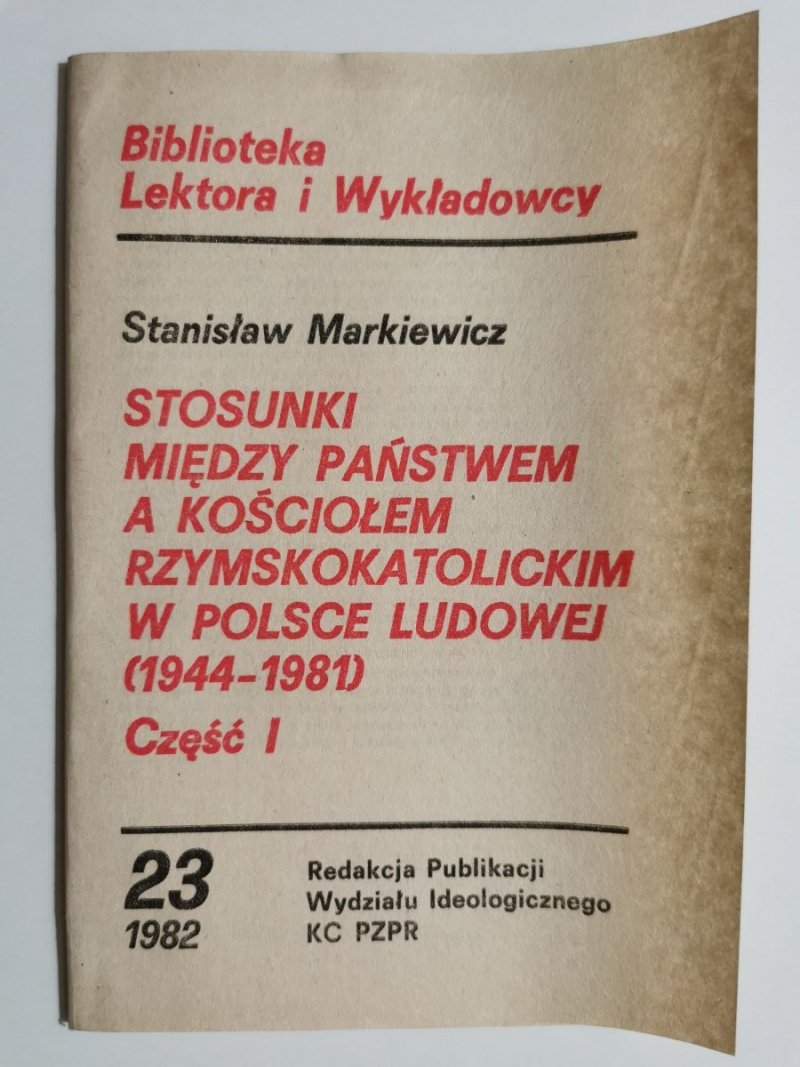 Biblioteka
Lektora i Wykładowcy
Stanisław Markiewicz
STOSUNKI
MIĘDZY PAŃSTWEM
A KOŚCIOŁEM
RZYMSKOKATOLICKIM
W POLSCE LUDOWEJ
(1944-1981)
Część I
23
1982
Redakcja Publikacji
Wydziału Ideologicznego
KC PZPR